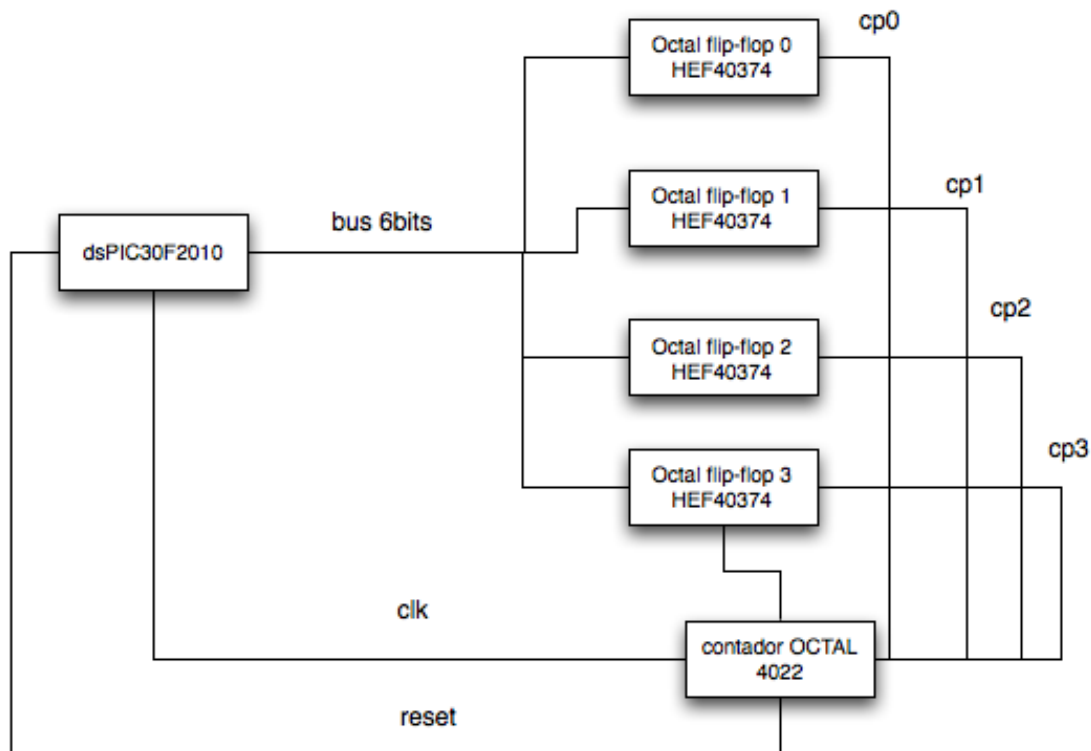 cp0
Octal flip-flop 0
HEF40374
cp1
Octal flip-flop 1
HEF40374
bus 6bits
dsPIC30F2010
cp2
Octal flip-flop 2
HEF40374
cp3
Octal flip-flop 3
HEF40374
clk
contador OCTAL
4022
reset